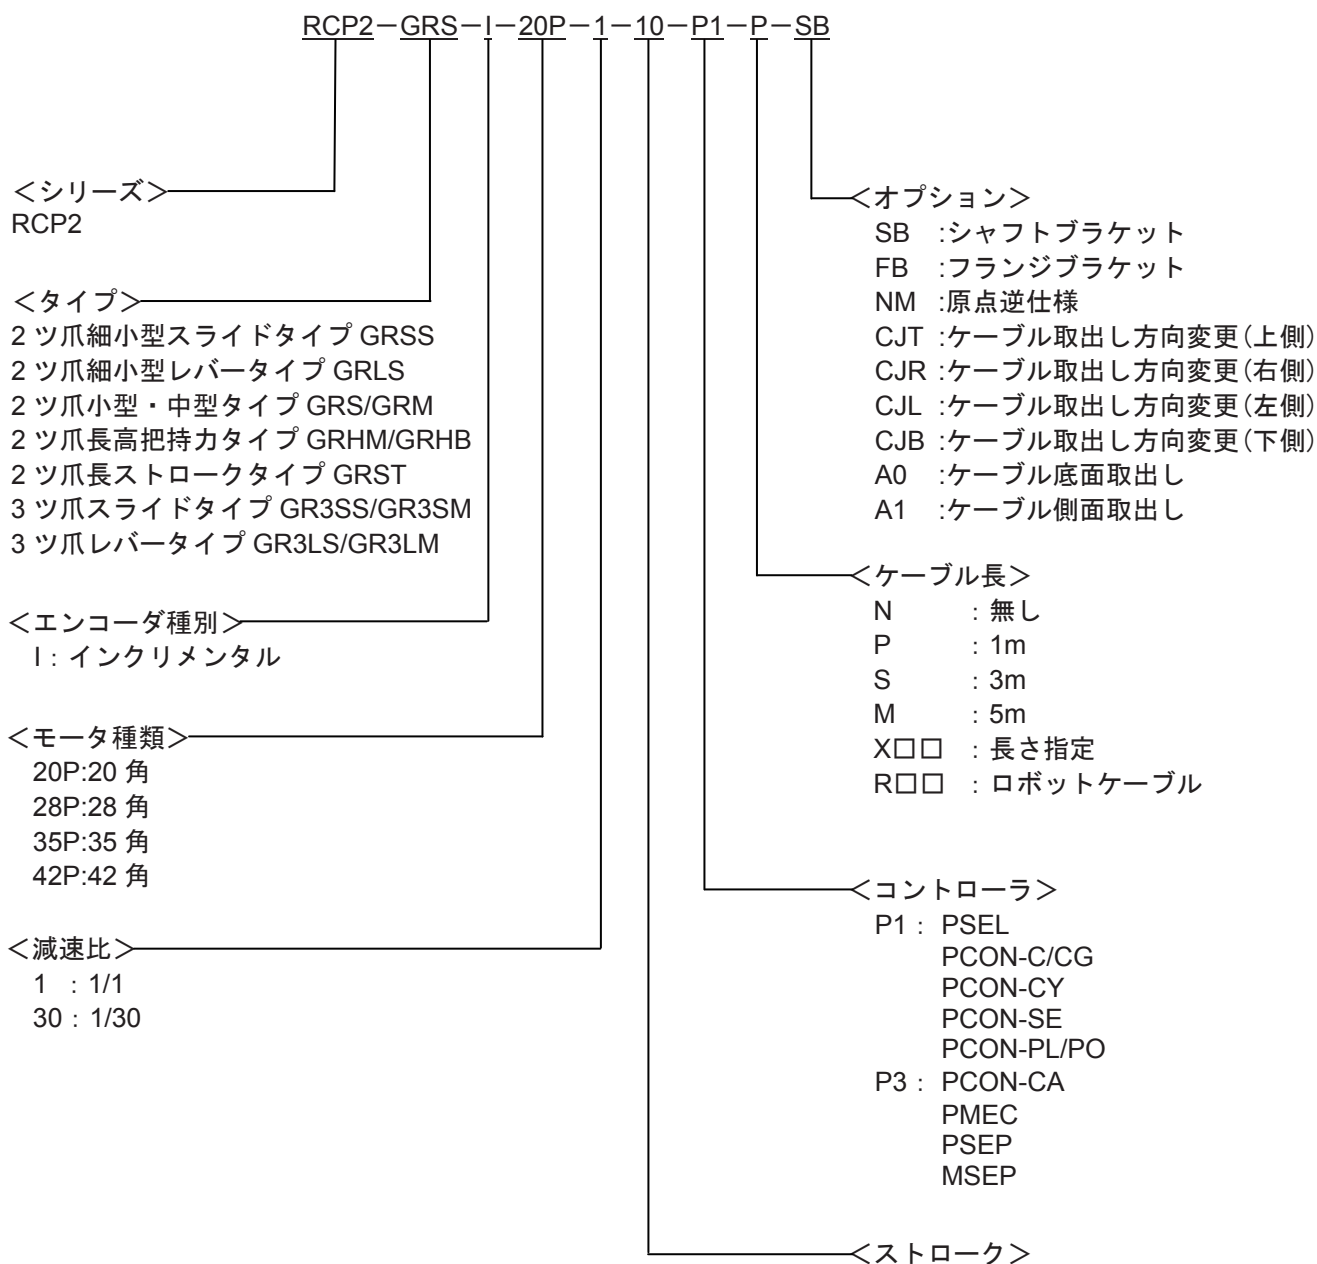 RCP2－GRS－I－20P－1－10－P1－P－SB
＜シリーズ＞
RCP2
＜タイプ＞
2 ツ爪細小型スライドタイプ GRSS
2 ツ爪細小型レバータイプ GRLS
2 ツ爪小型・中型タイプ GRS/GRM
2 ツ爪長高把持力タイプ GRHM/GRHB
2 ツ爪長ストロークタイプ GRST
3 ツ爪スライドタイプ GR3SS/GR3SM
3 ツ爪レバータイプ GR3LS/GR3LM
＜エンコーダ種別＞
I：インクリメンタル
＜モータ種類＞
20P:20 角
28P:28 角
35P:35 角
42P:42 角
＜減速比＞
1 ：1/1
30：1/30
＜オプション＞
SB :シャフトブラケット
FB :フランジブラケット
NM :原点逆仕様
CJT :ケーブル取出し方向変更(上側)
CJR :ケーブル取出し方向変更(右側)
CJL :ケーブル取出し方向変更(左側)
CJB :ケーブル取出し方向変更(下側)
A0 :ケーブル底面取出し
A1 :ケーブル側面取出し
＜ケーブル長＞
N ：無し
P ：1m
S ：3m
M ：5m
X□□ ：長さ指定
R□□ ：ロボットケーブル
＜コントローラ＞
P1： PSEL
PCON-C/CG
PCON-CY
PCON-SE
PCON-PL/PO
P3： PCON-CA
PMEC
PSEP
MSEP
＜ストローク＞